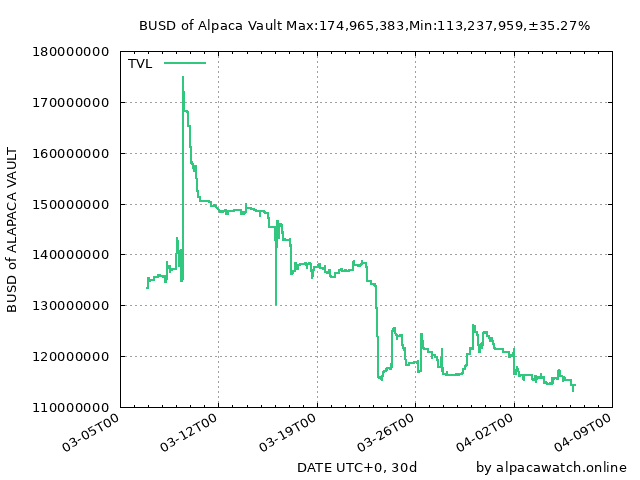 BUSD of Alpaca Vault Max:174,965,383,Min:113,237,959,±35.27%
TVL
180000000
170000000
160000000
150000000
140000000
130000000
120000000
110000000
BUSD of ALAPACA VAULT
03-05T00
03-12T00
03-19T00
03-26T00
04-02T00
04-09T00
DATE UTC+0, 30d
by alpacawatch.online